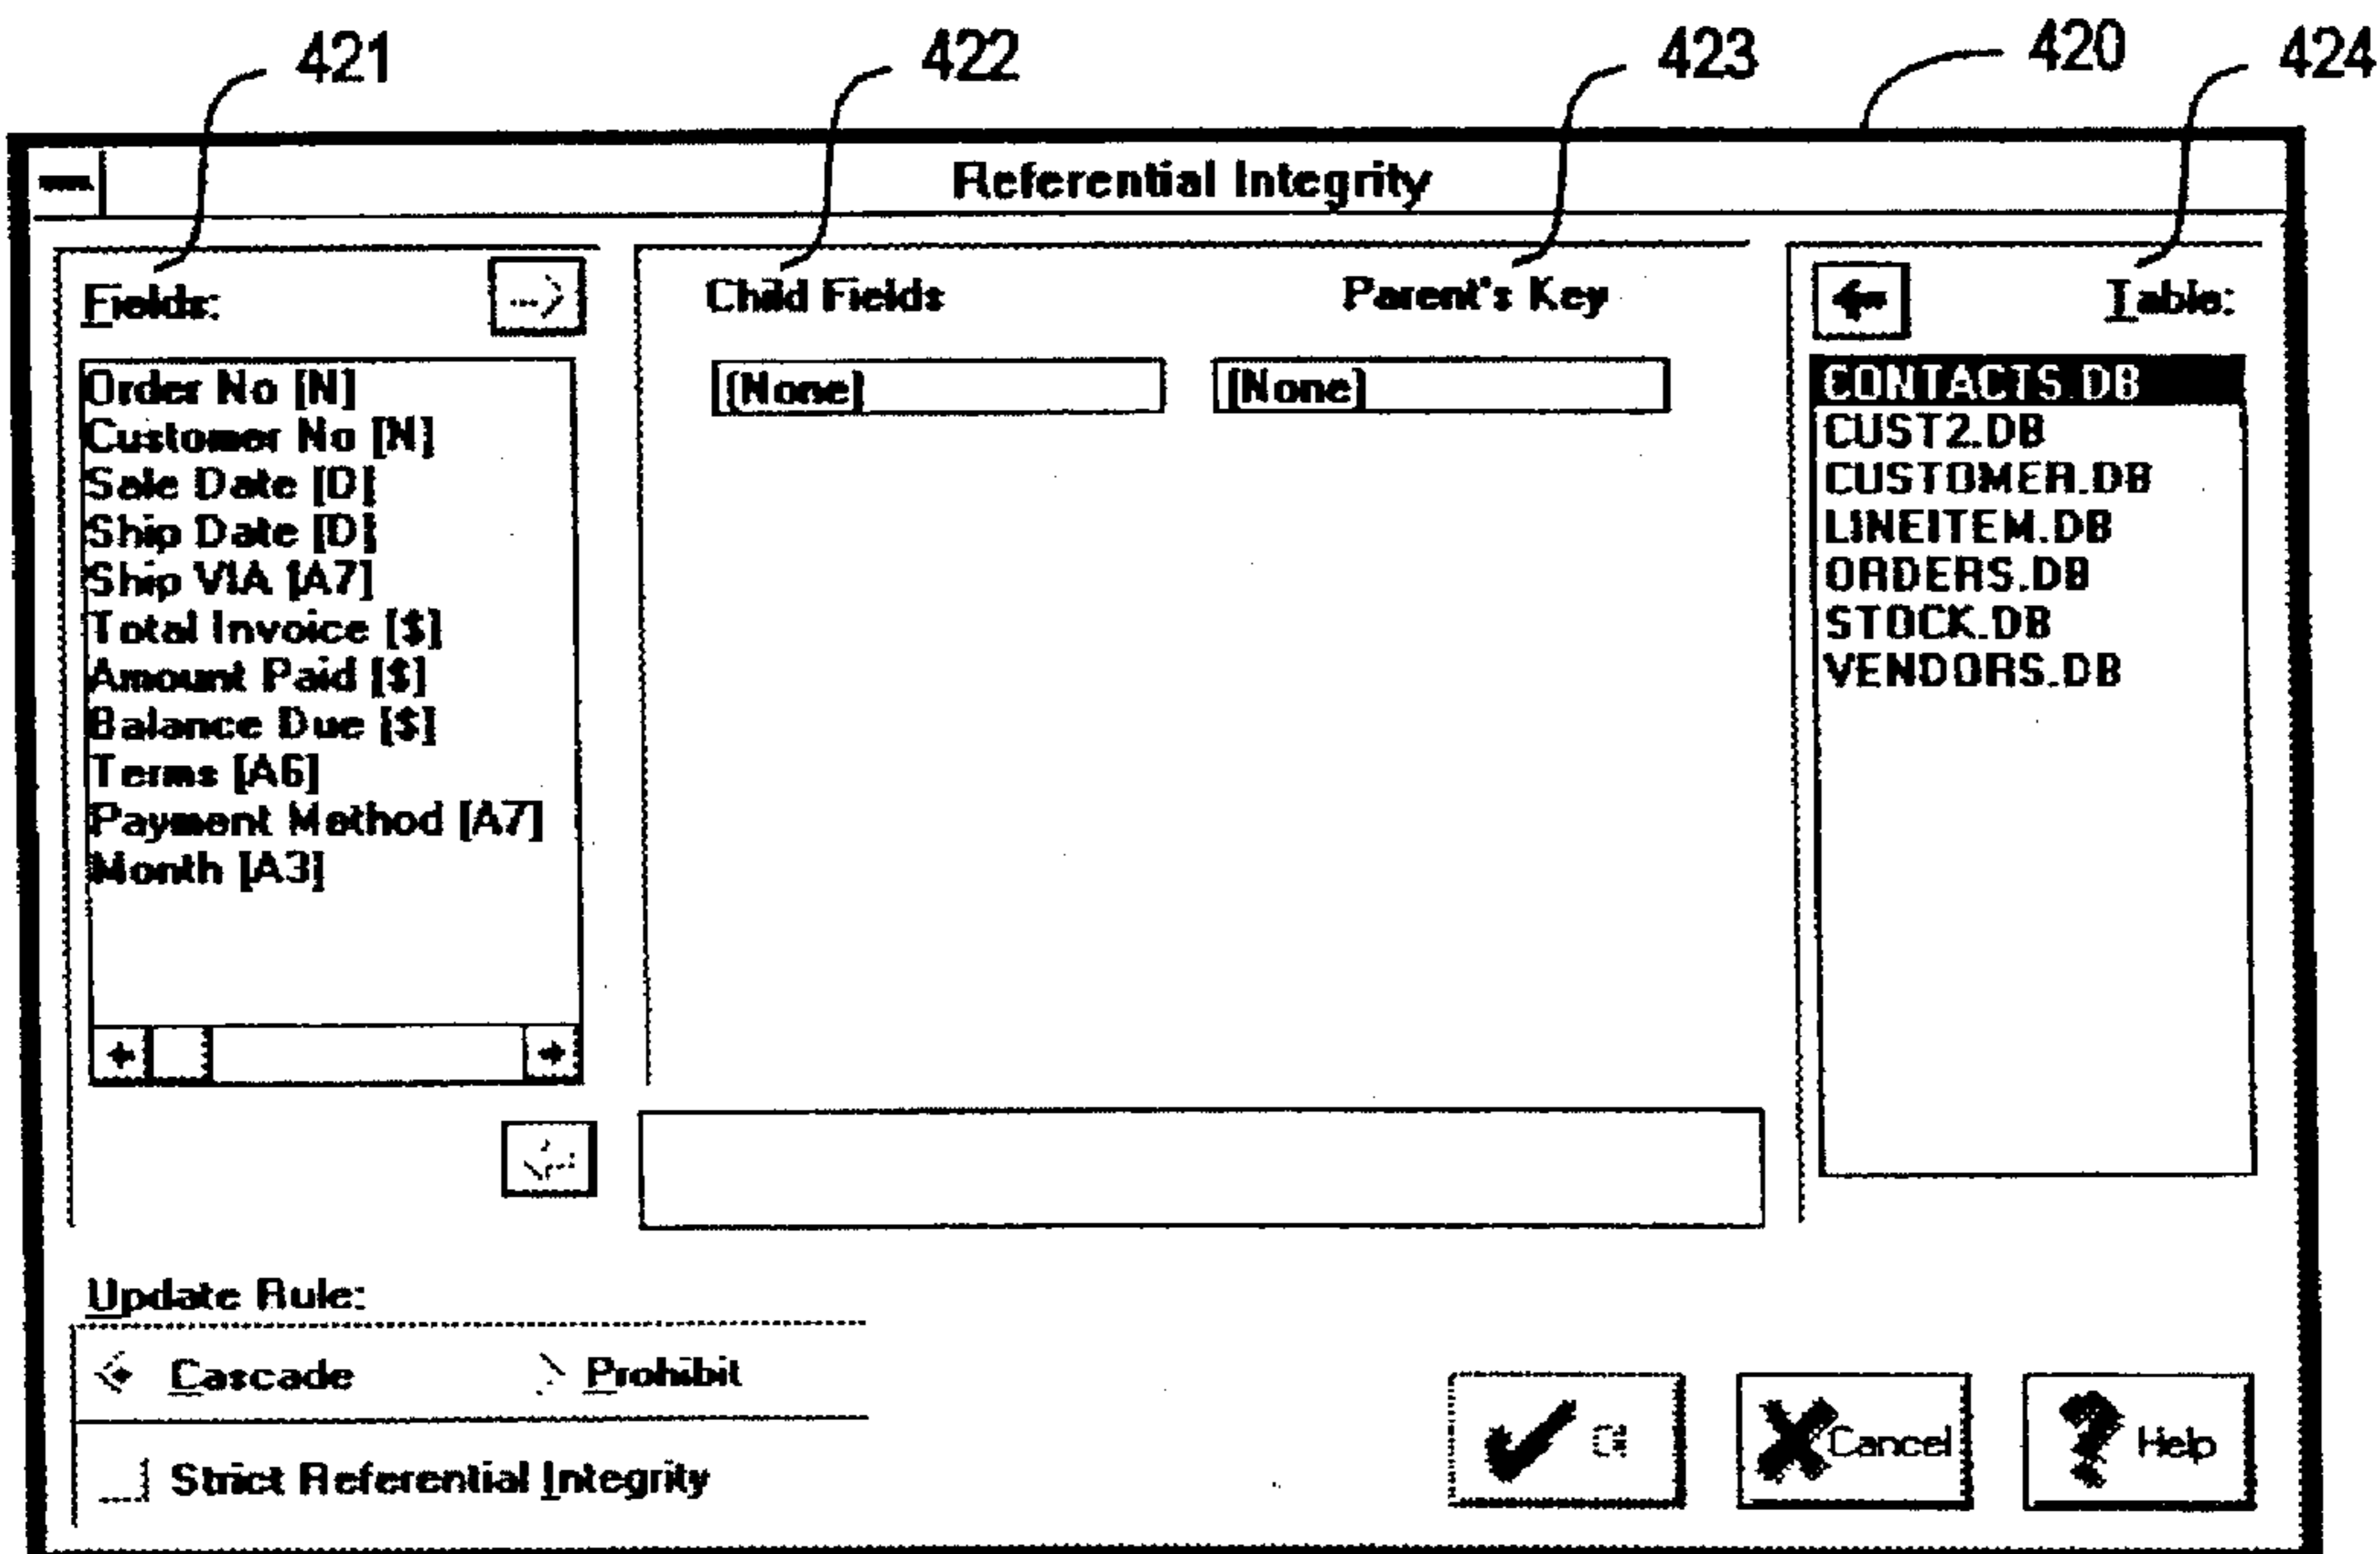 421 422 423 420 424
Referential Integrity
Fields:
Order No [N]
Customer No [N]
Sale Date [D]
Ship Date [D]
Ship VIA [A7]
Total Invoice [$]
Amount Paid [$]
Balance Due [$]
Terms [A6]
Payment Method [A7]
Month [A3]
Child Fields Parent's Key
[None] [None]
Table:
CONTACTS.DB
CUST2.DB
CUSTOMER.DB
LINEITEM.DB
ORDERS.DB
STOCK.DB
VENDORS.DB
Update Rule:
Cascade Prohibit
Strict Referential Integrity
Cancel Help